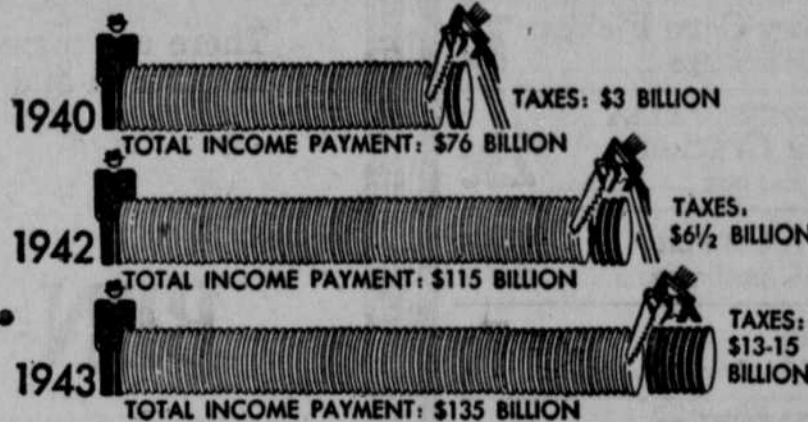 1940
TAXES: $3 BILLION
TOTAL INCOME PAYMENT: $76 BILLION
1942
TAXES.
$6½ BILLION
TOTAL INCOME PAYMENT: $115 BILLION
1943
TAXES:
$13-15
BILLION
TOTAL INCOME PAYMENT: $135 BILLION